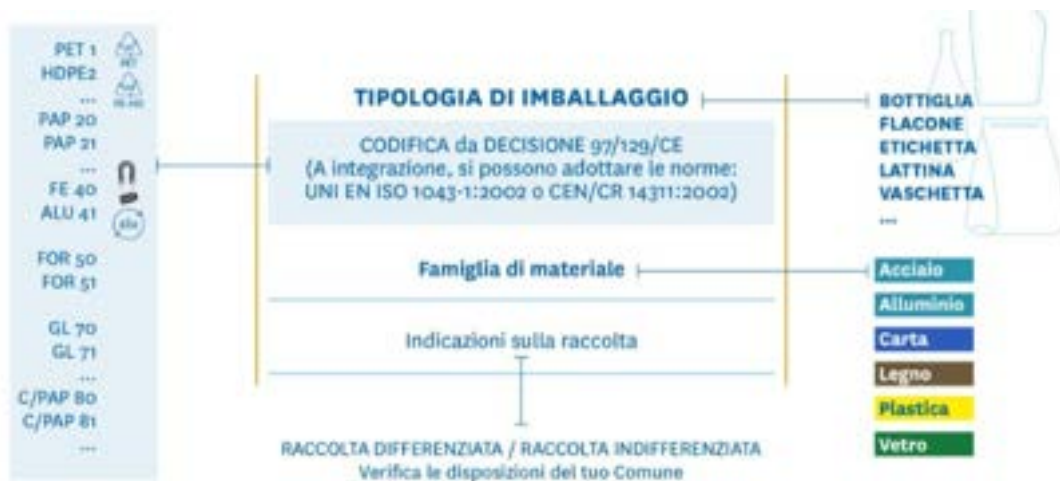 PET 1
HDPE2
...
PAP 20
PAP 21
...
FE 40
ALU 41
FOR 50
FOR 51
GL 70
GL 71
...
C/PAP 80
C/PAP 81
...
TIPOLOGIA DI IMBALLAGGIO
CODIFICA da DECISIONE 97/129/CE
(A integrazione, si possono adottare le norme:
UNI EN ISO 1043-1:2002 o CEN/CR 14311:2002)
Famiglia di materiale
Indicazioni sulla raccolta
RACCOLTA DIFFERENZIATA / RACCOLTA INDIFFERENZIATA
Verifica le disposizioni del tuo Comune
BOTTIGLIA
FLACONE
ETICHETTA
LATTINA
VASCHETTA
...
Acciaio
Alluminio
Carta
Legno
Plastica
Vetro